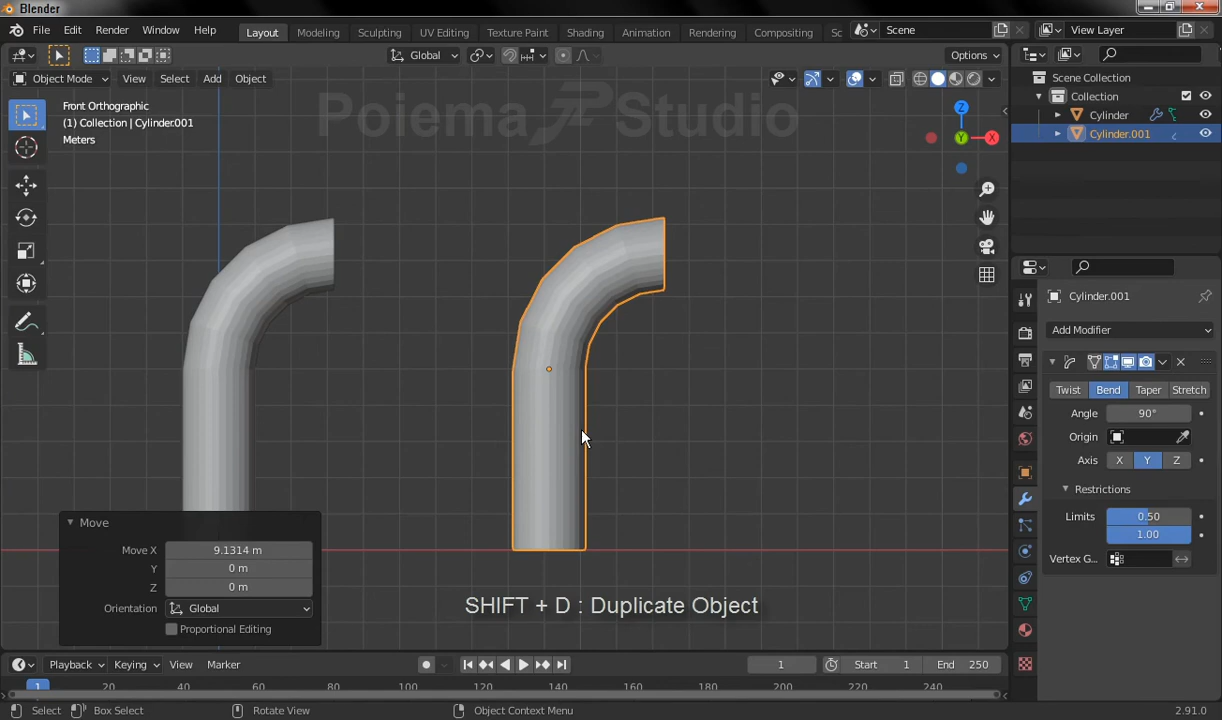 Blender
File Edit Render Window Help Layout Modeling Sculpting UV Editing Texture Paint Shading Animation Rendering Compositing Sc Scene View Layer
Global Options
Object Mode View Select Add Object
Poiema Studio
Front Orthographic
(1) Collection | Cylinder.001
Meters
Z
Y
X
Scene Collection
Collection
Cylinder
Cylinder.001
Cylinder.001
Add Modifier
Twist Bend Taper Stretch
Angle 90°
Origin
Axis X Y Z
Restrictions
Limits 0.50
1.00
Vertex G...
Move
Move X 9.1314 m
Y 0 m
Z 0 m
Orientation Global
Proportional Editing
SHIFT + D : Duplicate Object
Playback Keying View Marker 1 Start 1 End 250
1 20 40 60 80 100 120 140 160 180 200 220 240
Select Box Select Rotate View Object Context Menu 2.91.0